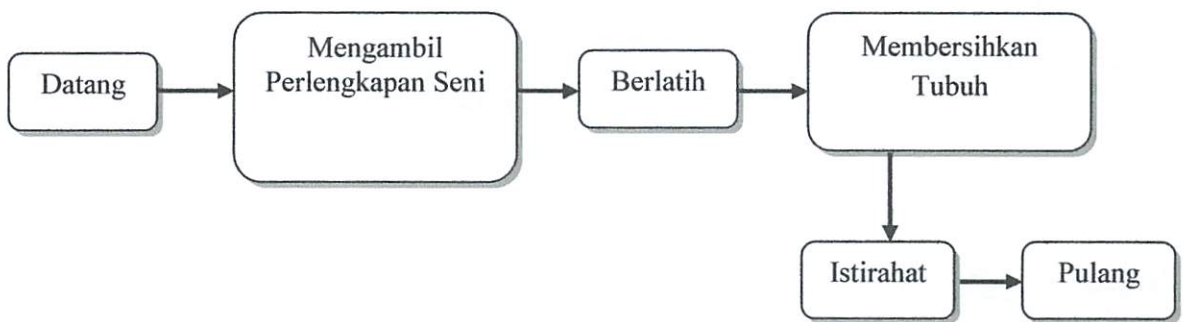 Datang
Mengambil
Perlengkapan Seni
Berlatih
Membersihkan
Tubuh
Istirahat
Pulang